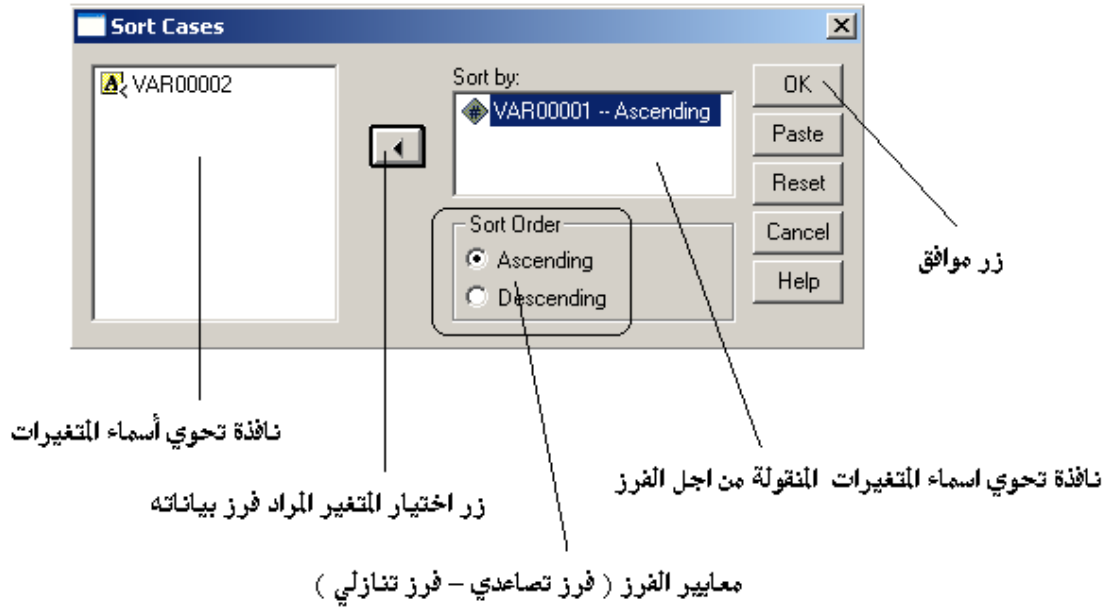 Sort Cases
VAR00002
Sort by:
VAR00001 -- Ascending
OK
Paste
Reset
Cancel
Help
Sort Order
Ascending
Descending
زر موافق
نافذة تحوي أسماء المتغيرات
نافذة تحوي اسماء المتغيرات المنقولة من اجل الفرز
زر اختيار المتغير المراد فرز بياناته
معايير الفرز ( فرز تصاعدي – فرز تنازلي )